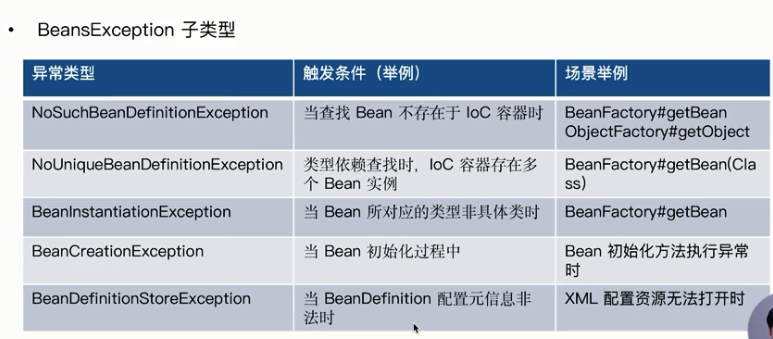 • BeansException 子类型
异常类型 触发条件（举例） 场景举例
NoSuchBeanDefinitionException 当查找 Bean 不存在于 IoC 容器时 BeanFactory#getBean
ObjectFactory#getObject
NoUniqueBeanDefinitionException 类型依赖查找时，IoC 容器存在多 BeanFactory#getBean(Cla
个 Bean 实例 ss)
BeanInstantiationException 当 Bean 所对应的类型非具体类时 BeanFactory#getBean
BeanCreationException 当 Bean 初始化过程中 Bean 初始化方法执行异常
时
BeanDefinitionStoreException 当 BeanDefinition 配置元信息非 XML 配置资源无法打开时
法时